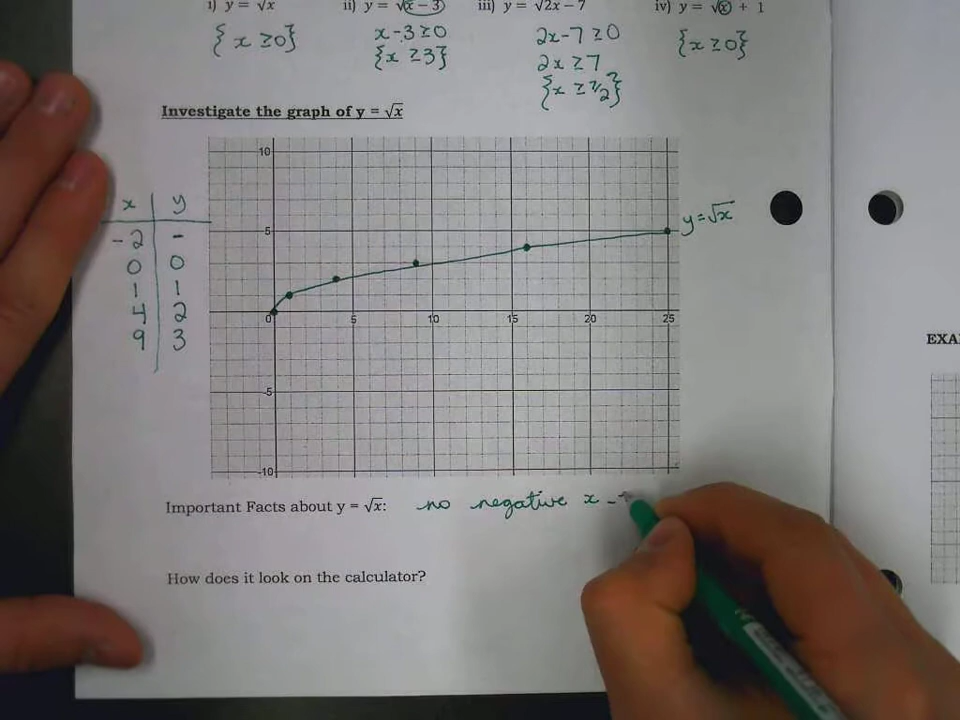 i) y = √x ii) y = √x − 3 iii) y = √2x − 7 iv) y = √x + 1
{x ≥ 0} x - 3 ≥ 0 2x - 7 ≥ 0 {x ≥ 0}
{x ≥ 3} 2x ≥ 7
{x ≥ 7/2}
Investigate the graph of y = √x
10
x y
5 y = √x
-2 -
0 0
1 1
4 2
9 3
0 5 10 15 20 25
-5
-10
EXA
Important Facts about y = √x: no negative x -
How does it look on the calculator?